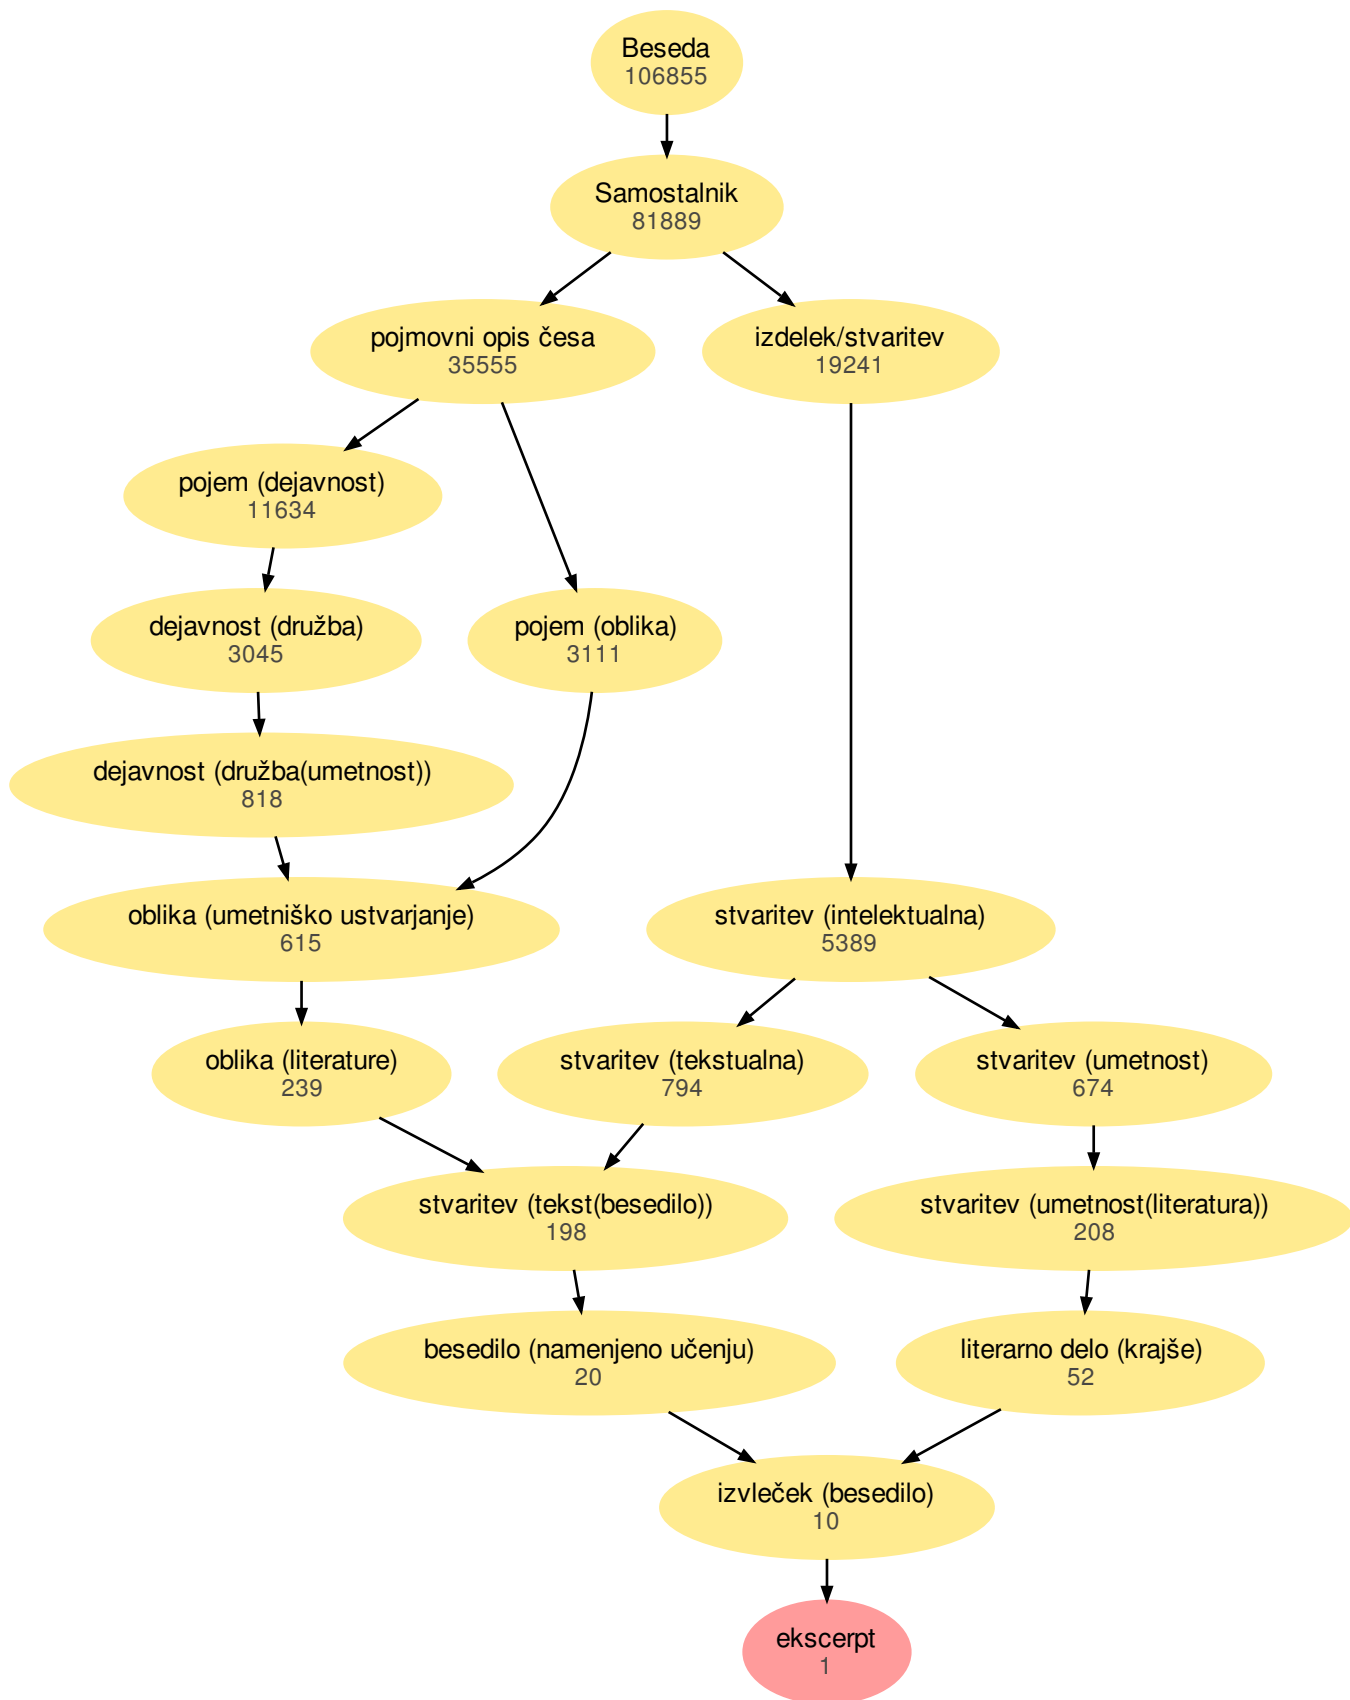 Beseda
106855
Samostalnik
81889
pojmovni opis česa
35555
izdelek/stvaritev
19241
pojem (dejavnost)
11634
dejavnost (družba)
3045
pojem (oblika)
3111
dejavnost (družba(umetnost))
818
oblika (umetniško ustvarjanje)
615
stvaritev (intelektualna)
5389
oblika (literature)
239
stvaritev (tekstualna)
794
stvaritev (umetnost)
674
stvaritev (tekst(besedilo))
198
stvaritev (umetnost(literatura))
208
besedilo (namenjeno učenju)
20
literarno delo (krajše)
52
izvleček (besedilo)
10
ekscerpt
1